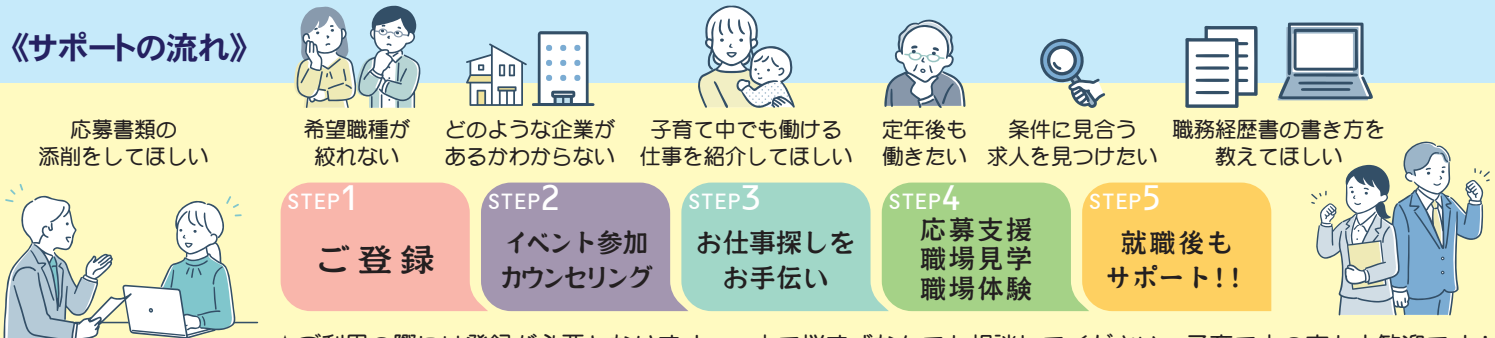 《サポートの流れ》
応募書類の
添削をしてほしい
希望職種が
絞れない
どのような企業が
あるかわからない
子育て中でも働ける
仕事を紹介してほしい
定年後も
働きたい
条件に見合う
求人を見つけたい
職務経歴書の書き方を
教えてほしい
STEP1
ご登録
STEP2
イベント参加
カウンセリング
STEP3
お仕事探しを
お手伝い
STEP4
応募支援
職場見学
職場体験
STEP5
就職後も
サポート!!